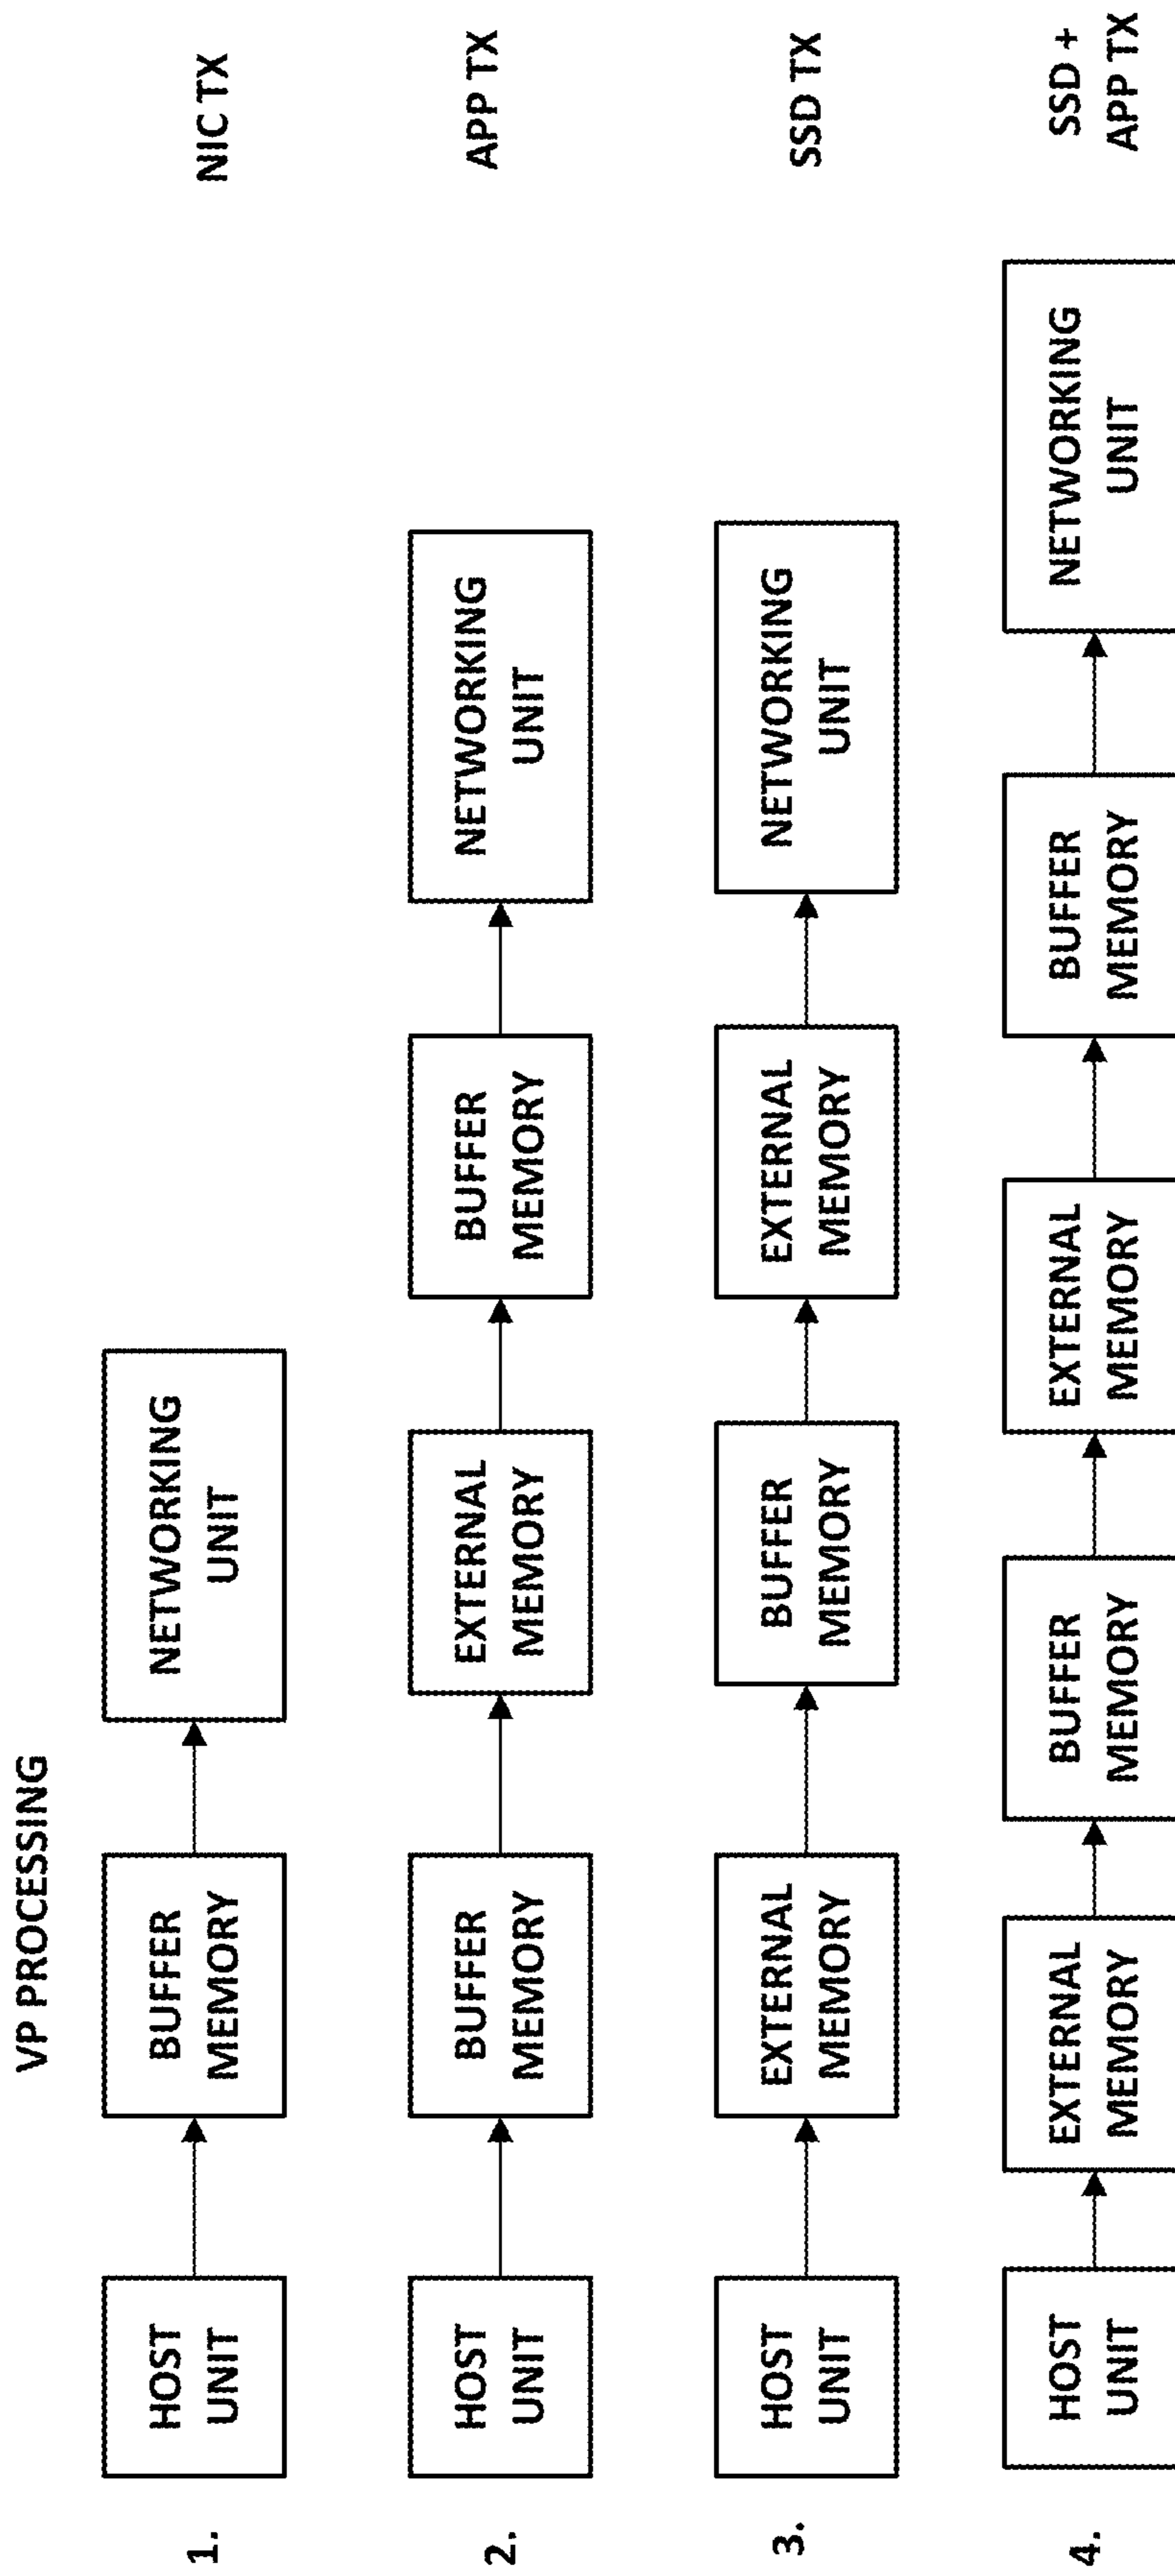 VP PROCESSING
1.
HOST
UNIT
BUFFER
MEMORY
NETWORKING
UNIT
NIC TX
2.
HOST
UNIT
BUFFER
MEMORY
EXTERNAL
MEMORY
BUFFER
MEMORY
NETWORKING
UNIT
APP TX
3.
HOST
UNIT
EXTERNAL
MEMORY
BUFFER
MEMORY
EXTERNAL
MEMORY
NETWORKING
UNIT
SSD TX
4.
HOST
UNIT
EXTERNAL
MEMORY
BUFFER
MEMORY
EXTERNAL
MEMORY
BUFFER
MEMORY
NETWORKING
UNIT
SSD +
APP TX